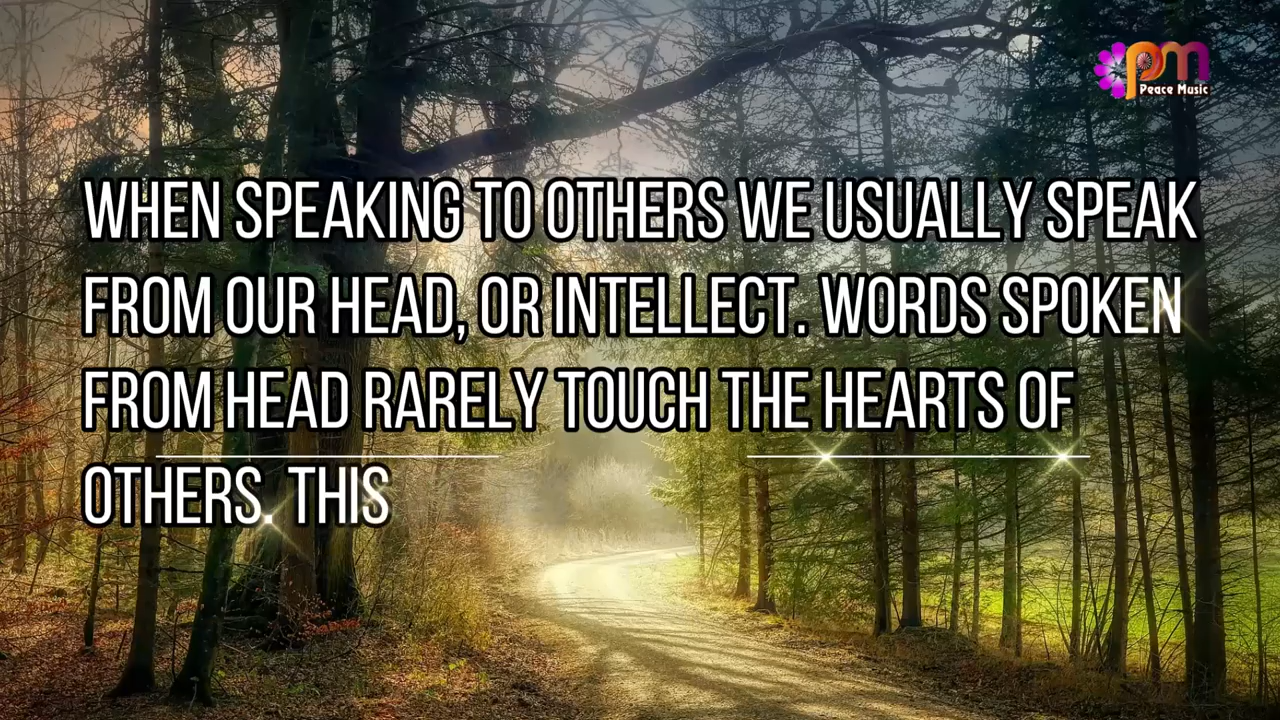 pm
Peace Music
WHEN SPEAKING TO OTHERS WE USUALLY SPEAK
FROM OUR HEAD, OR INTELLECT. WORDS SPOKEN
FROM HEAD RARELY TOUCH THE HEARTS OF
OTHERS. THIS